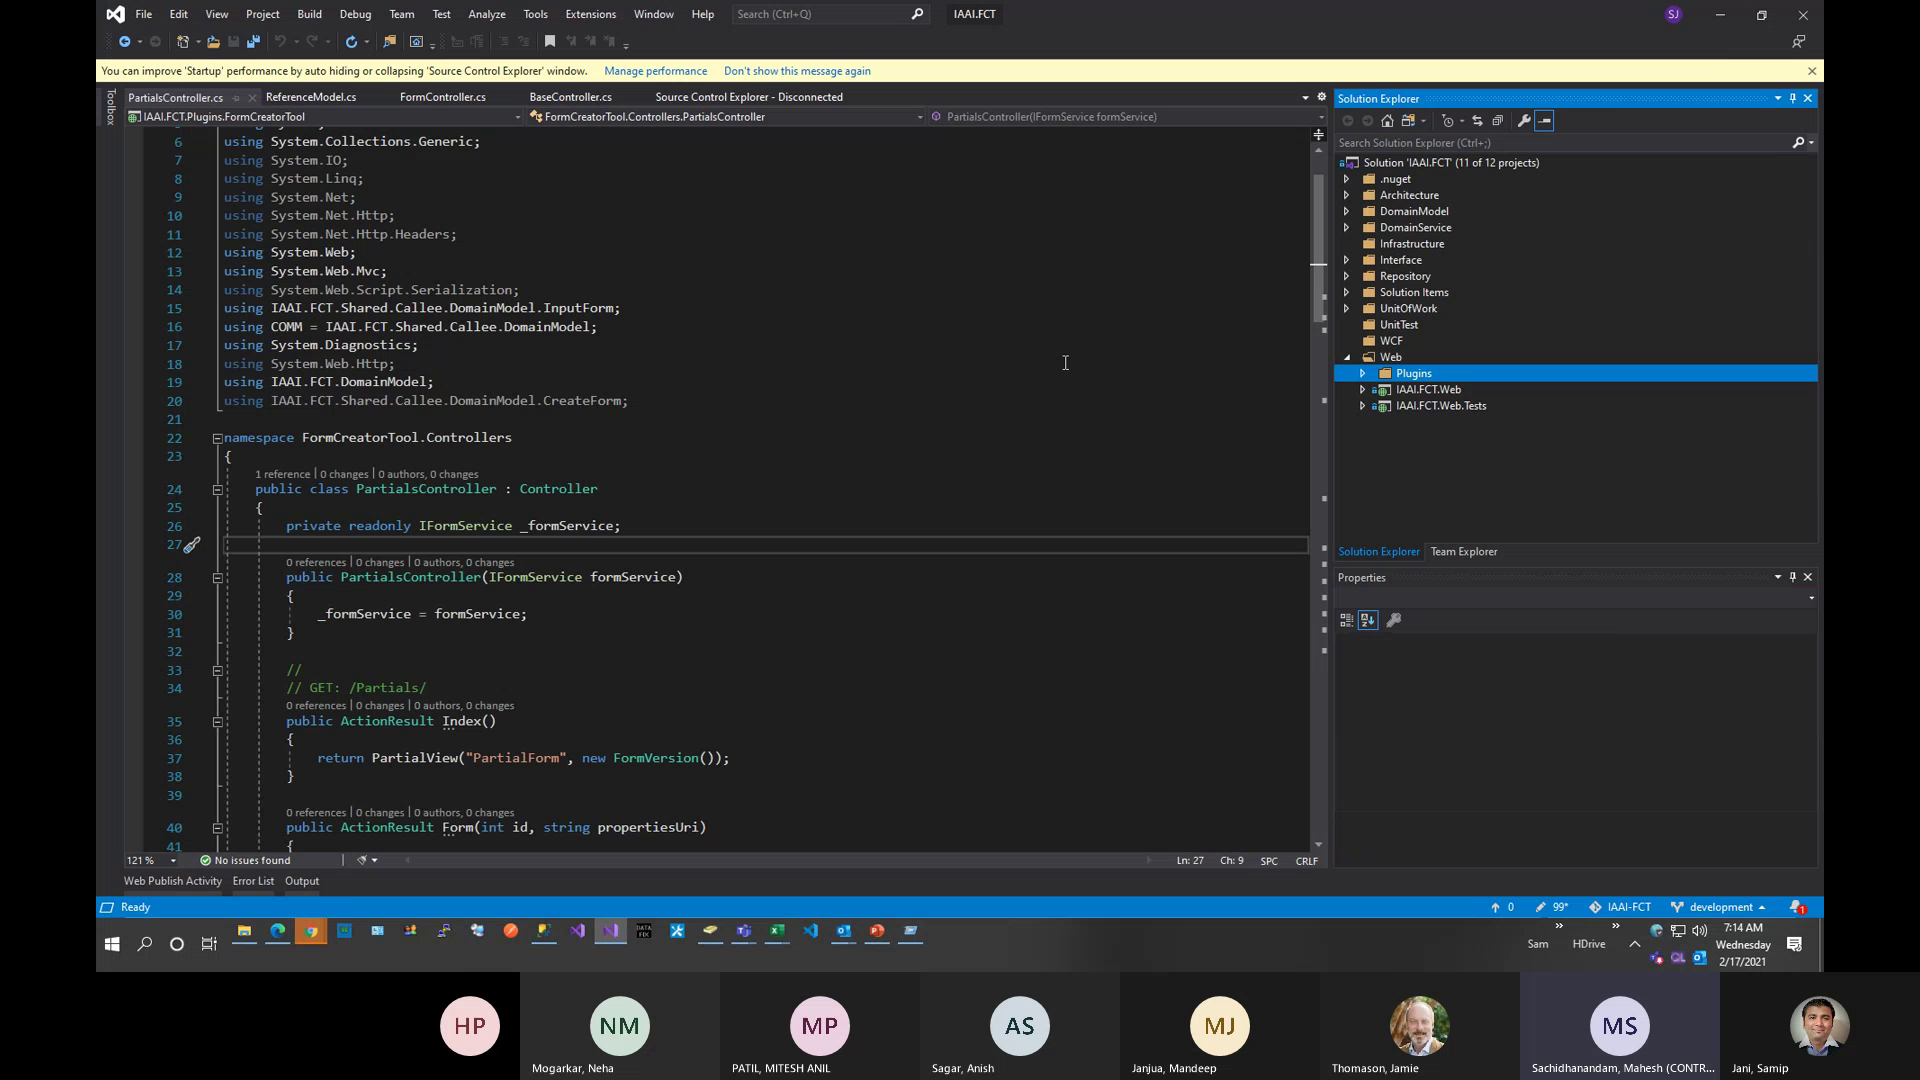 File Edit View Project Build Debug Team Test Analyze Tools Extensions Window Help Search (Ctrl+Q) IAAI.FCT SJ
You can improve 'Startup' performance by auto hiding or collapsing 'Source Control Explorer' window. Manage performance Don't show this message again
Toolbox
PartialsController.cs ReferenceModel.cs FormController.cs BaseController.cs Source Control Explorer - Disconnected
IAAI.FCT.Plugins.FormCreatorTool FormCreatorTool.Controllers.PartialsController PartialsController(IFormService formService)
6 using System.Collections.Generic;
7 using System.IO;
8 using System.Linq;
9 using System.Net;
10 using System.Net.Http;
11 using System.Net.Http.Headers;
12 using System.Web;
13 using System.Web.Mvc;
14 using System.Web.Script.Serialization;
15 using IAAI.FCT.Shared.Callee.DomainModel.InputForm;
16 using COMM = IAAI.FCT.Shared.Callee.DomainModel;
17 using System.Diagnostics;
18 using System.Web.Http;
19 using IAAI.FCT.DomainModel;
20 using IAAI.FCT.Shared.Callee.DomainModel.CreateForm;
21
22 namespace FormCreatorTool.Controllers
23 {
1 reference | 0 changes | 0 authors, 0 changes
24 public class PartialsController : Controller
25 {
26 private readonly IFormService _formService;
27
0 references | 0 changes | 0 authors, 0 changes
28 public PartialsController(IFormService formService)
29 {
30 _formService = formService;
31 }
32
33 //
34 // GET: /Partials/
0 references | 0 changes | 0 authors, 0 changes
35 public ActionResult Index()
36 {
37 return PartialView("PartialForm", new FormVersion());
38 }
39
0 references | 0 changes | 0 authors, 0 changes
40 public ActionResult Form(int id, string propertiesUri)
41 {
121 % No issues found Ln: 27 Ch: 9 SPC CRLF
Web Publish Activity Error List Output
Solution Explorer
Search Solution Explorer (Ctrl+;)
Solution 'IAAI.FCT' (11 of 12 projects)
.nuget
Architecture
DomainModel
DomainService
Infrastructure
Interface
Repository
Solution Items
UnitOfWork
UnitTest
WCF
Web
Plugins
IAAI.FCT.Web
IAAI.FCT.Web.Tests
Solution Explorer Team Explorer
Properties
Ready 0 99* IAAI-FCT development 1
Sam HDrive 7:14 AM
Wednesday
2/17/2021
HP NM MP AS MJ MS
Mogarkar, Neha PATIL, MITESH ANIL Sagar, Anish Janjua, Mandeep Thomason, Jamie Sachidhanandam, Mahesh (CONTR... Jani, Samip